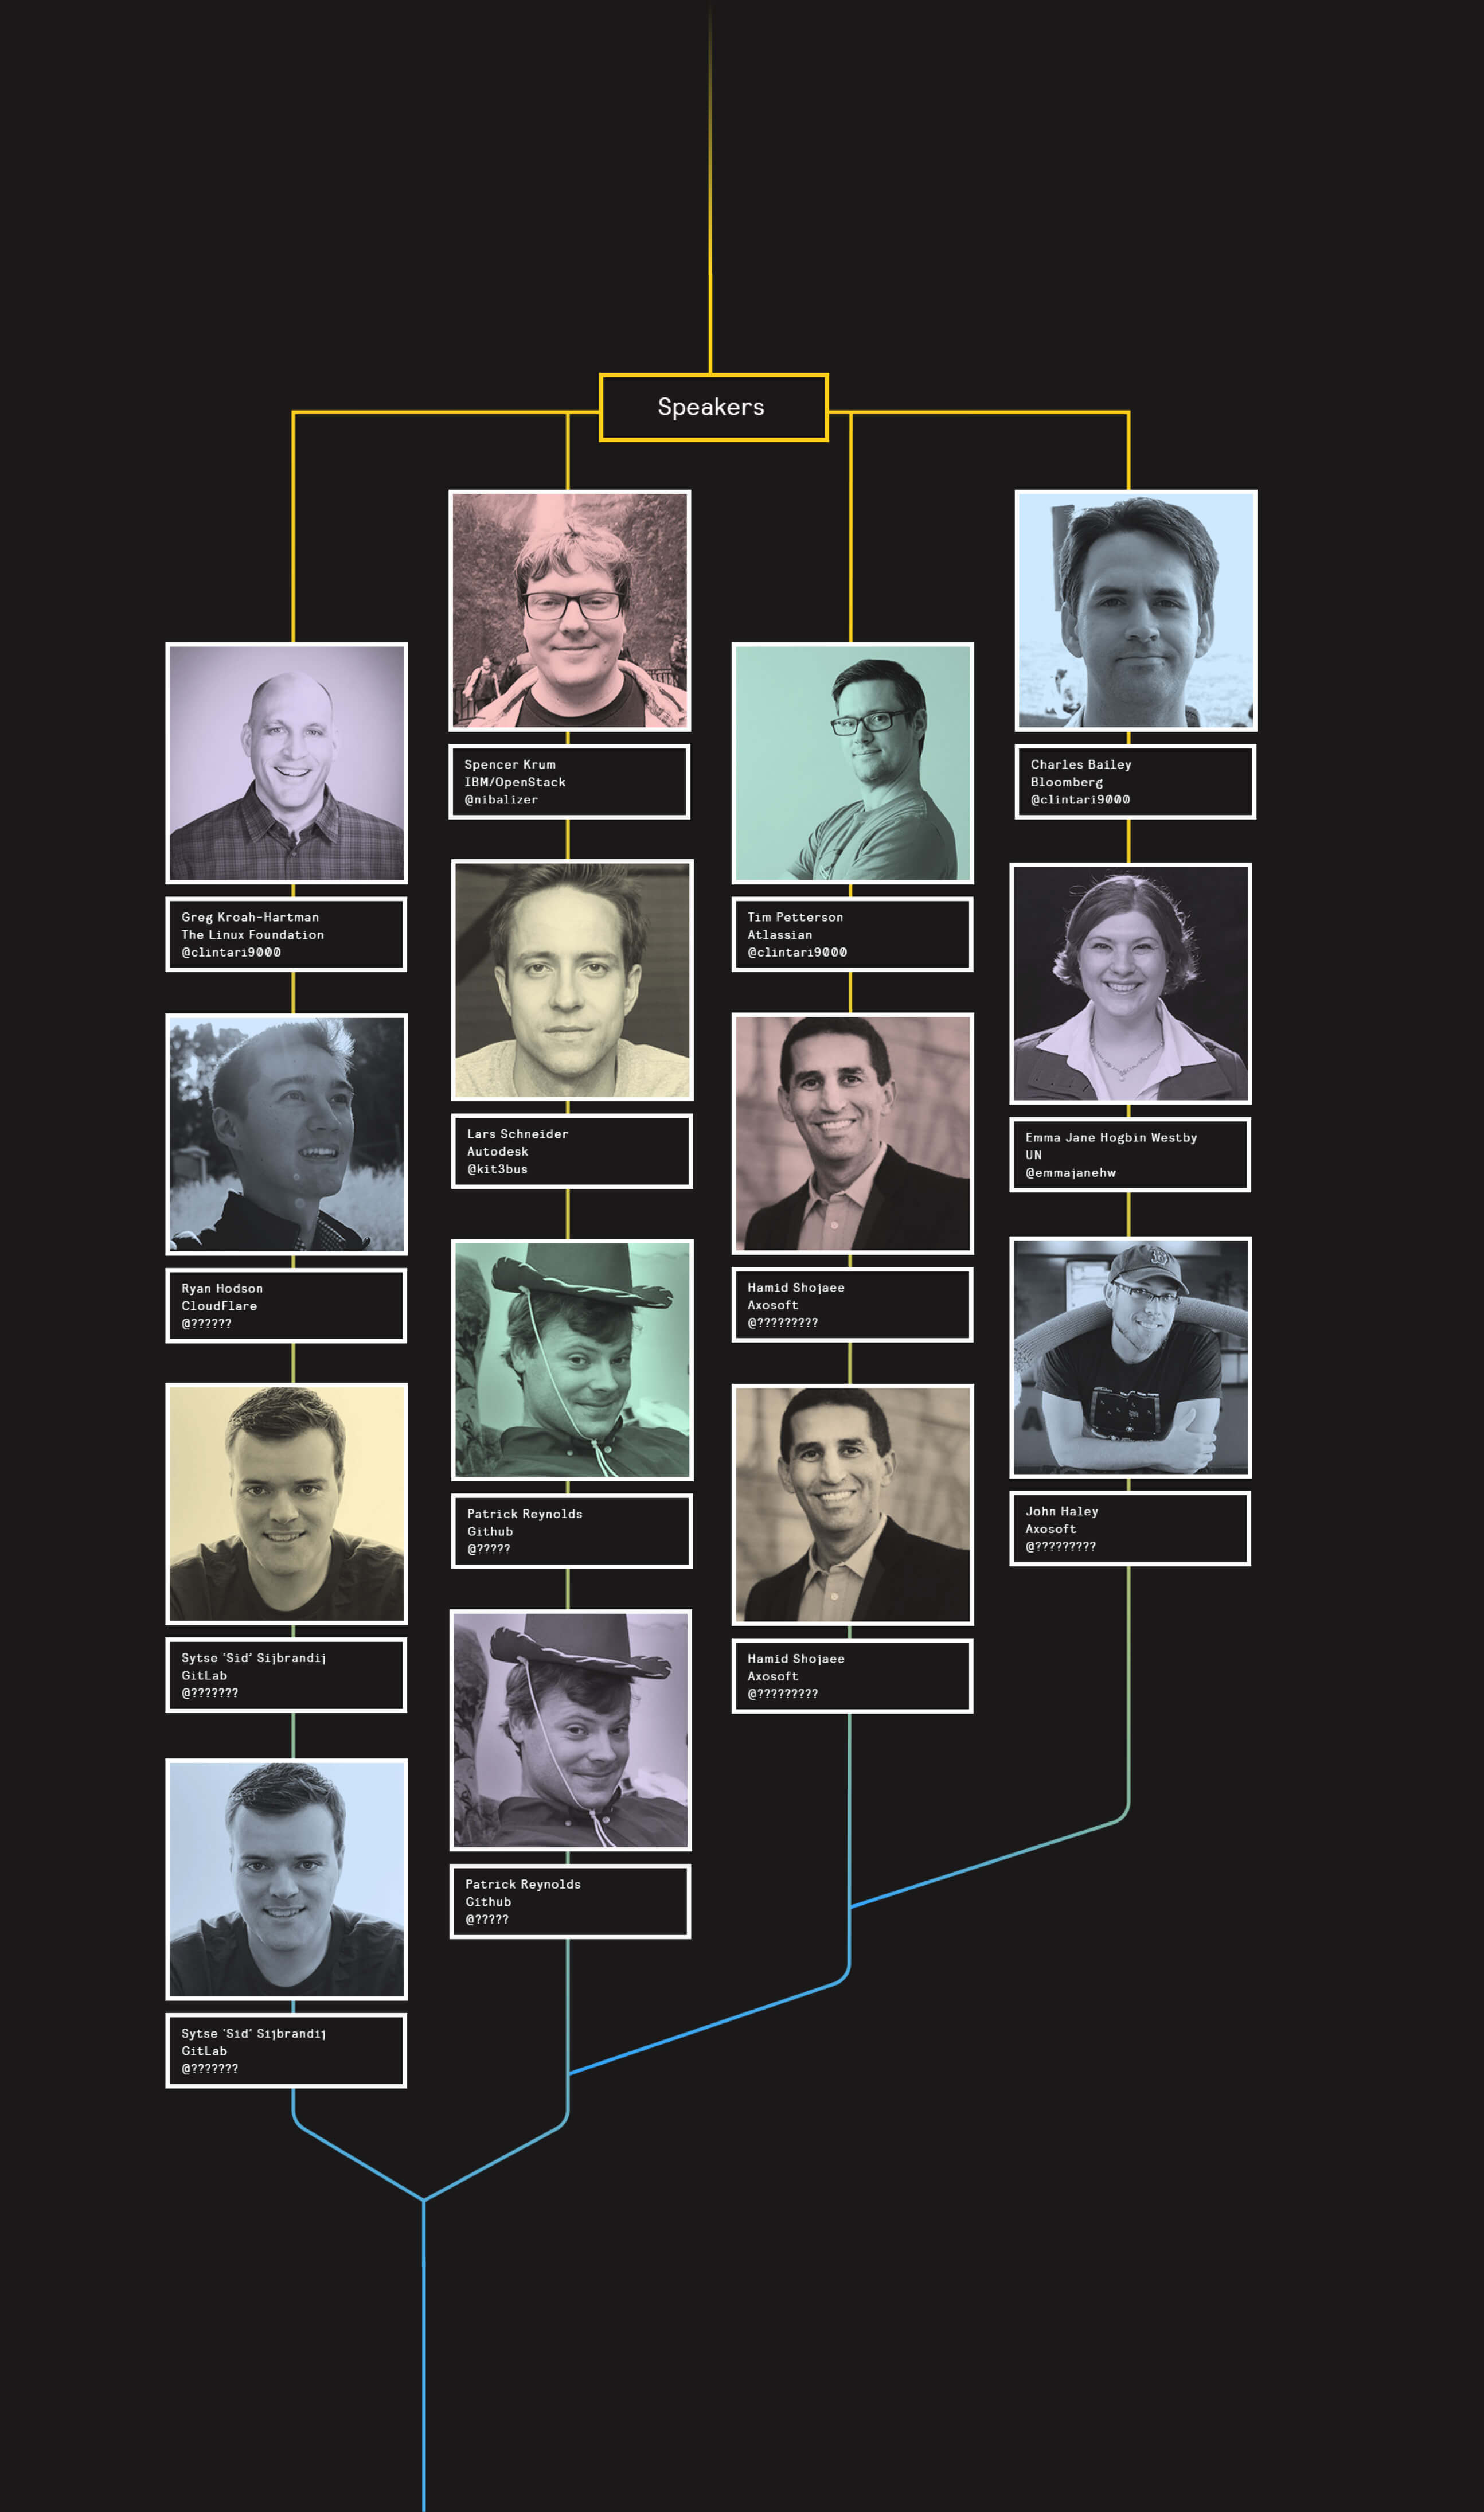 Speakers
Greg Kroah-Hartman
The Linux Foundation
@clintari9000
Ryan Hodson
CloudFlare
@??????
Sytse 'Sid' Sijbrandij
GitLab
@???????
Sytse 'Sid' Sijbrandij
GitLab
@???????
Spencer Krum
IBM/OpenStack
@nibalizer
Lars Schneider
Autodesk
@kit3bus
Patrick Reynolds
Github
@?????
Patrick Reynolds
Github
@?????
Tim Petterson
Atlassian
@clintari9000
Hamid Shojaee
Axosoft
@?????????
Hamid Shojaee
Axosoft
@?????????
Charles Bailey
Bloomberg
@clintari9000
Emma Jane Hogbin Westby
UN
@emmajanehw
John Haley
Axosoft
@?????????